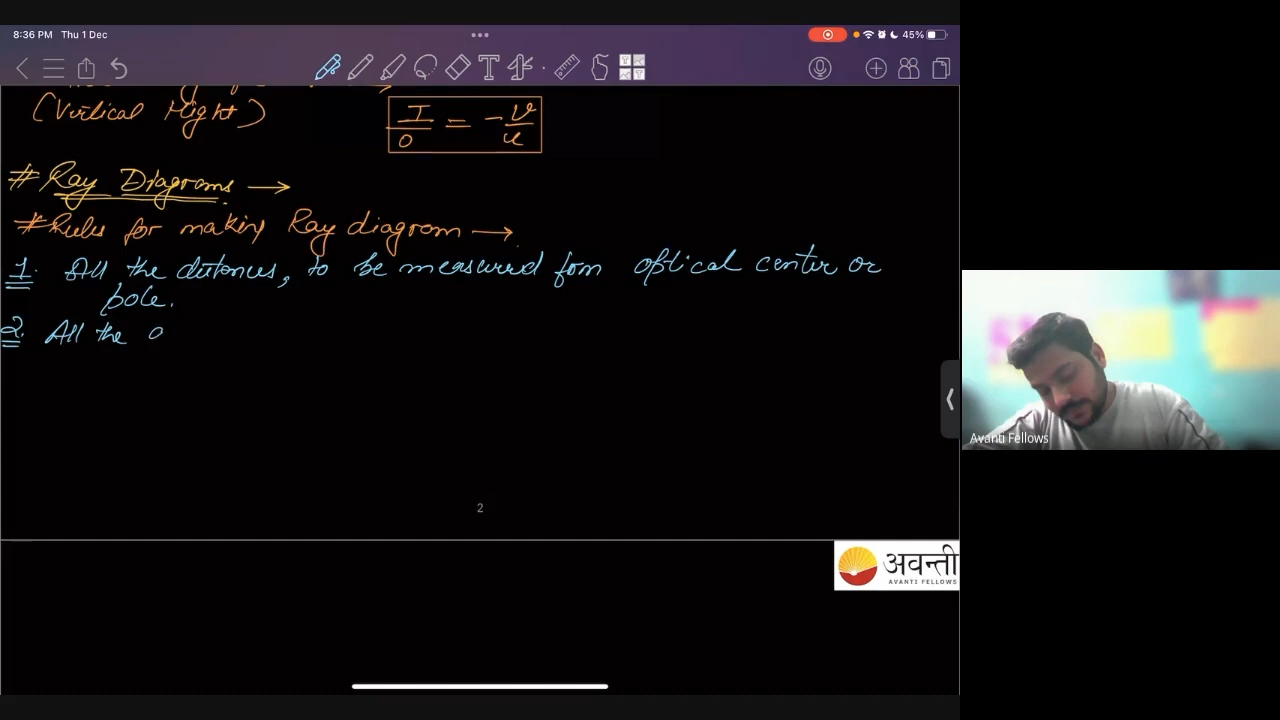 8:36 PM Thu 1 Dec
45%
(Vertical Hight)
I/O = -v/u
# Ray Diagrams →
# Rules for making Ray diagram →
1. All the distances, to be measured fom optical center or
pole.
2. All the o
2
अवन्ती
AVANTI FELLOWS
Avanti Fellows